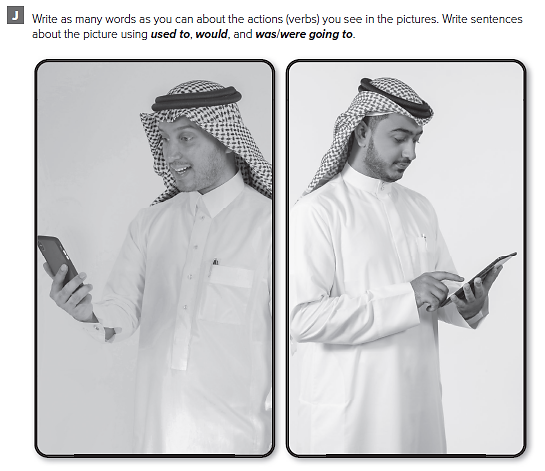 J Write as many words as you can about the actions (verbs) you see in the pictures. Write sentences
about the picture using used to, would, and was/were going to.